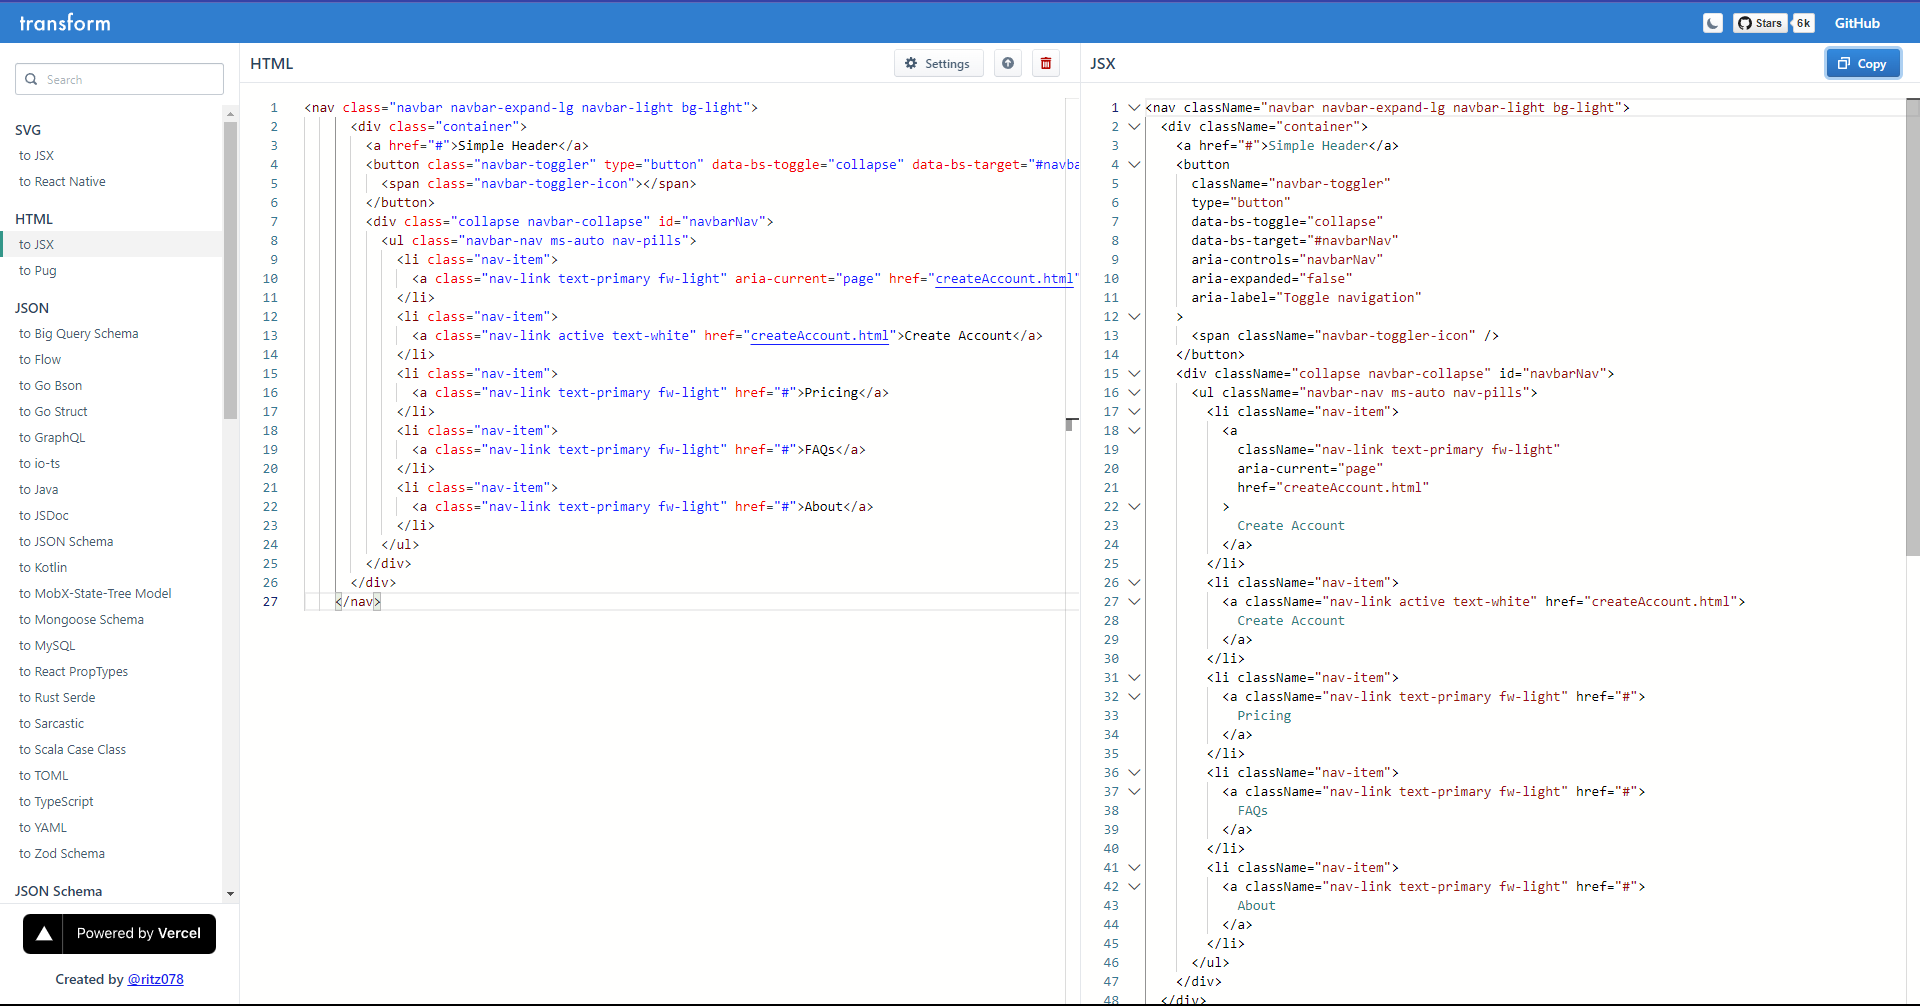 transform
Stars
6k
GitHub
Search
SVG
to JSX
to React Native
HTML
to JSX
to Pug
JSON
to Big Query Schema
to Flow
to Go Bson
to Go Struct
to GraphQL
to io-ts
to Java
to JSDoc
to JSON Schema
to Kotlin
to MobX-State-Tree Model
to Mongoose Schema
to MySQL
to React PropTypes
to Rust Serde
to Sarcastic
to Scala Case Class
to TOML
to TypeScript
to YAML
to Zod Schema
JSON Schema
Powered by Vercel
Created by @ritz078
HTML
Settings
1 <nav class="navbar navbar-expand-lg navbar-light bg-light">
2 <div class="container">
3 <a href="#">Simple Header</a>
4 <button class="navbar-toggler" type="button" data-bs-toggle="collapse" data-bs-target="#navba
5 <span class="navbar-toggler-icon"></span>
6 </button>
7 <div class="collapse navbar-collapse" id="navbarNav">
8 <ul class="navbar-nav ms-auto nav-pills">
9 <li class="nav-item">
10 <a class="nav-link text-primary fw-light" aria-current="page" href="createAccount.html"
11 </li>
12 <li class="nav-item">
13 <a class="nav-link active text-white" href="createAccount.html">Create Account</a>
14 </li>
15 <li class="nav-item">
16 <a class="nav-link text-primary fw-light" href="#">Pricing</a>
17 </li>
18 <li class="nav-item">
19 <a class="nav-link text-primary fw-light" href="#">FAQs</a>
20 </li>
21 <li class="nav-item">
22 <a class="nav-link text-primary fw-light" href="#">About</a>
23 </li>
24 </ul>
25 </div>
26 </div>
27 </nav>
JSX
Copy
1 <nav className="navbar navbar-expand-lg navbar-light bg-light">
2 <div className="container">
3 <a href="#">Simple Header</a>
4 <button
5 className="navbar-toggler"
6 type="button"
7 data-bs-toggle="collapse"
8 data-bs-target="#navbarNav"
9 aria-controls="navbarNav"
10 aria-expanded="false"
11 aria-label="Toggle navigation"
12 >
13 <span className="navbar-toggler-icon" />
14 </button>
15 <div className="collapse navbar-collapse" id="navbarNav">
16 <ul className="navbar-nav ms-auto nav-pills">
17 <li className="nav-item">
18 <a
19 className="nav-link text-primary fw-light"
20 aria-current="page"
21 href="createAccount.html"
22 >
23 Create Account
24 </a>
25 </li>
26 <li className="nav-item">
27 <a className="nav-link active text-white" href="createAccount.html">
28 Create Account
29 </a>
30 </li>
31 <li className="nav-item">
32 <a className="nav-link text-primary fw-light" href="#">
33 Pricing
34 </a>
35 </li>
36 <li className="nav-item">
37 <a className="nav-link text-primary fw-light" href="#">
38 FAQs
39 </a>
40 </li>
41 <li className="nav-item">
42 <a className="nav-link text-primary fw-light" href="#">
43 About
44 </a>
45 </li>
46 </ul>
47 </div>
48 </div>